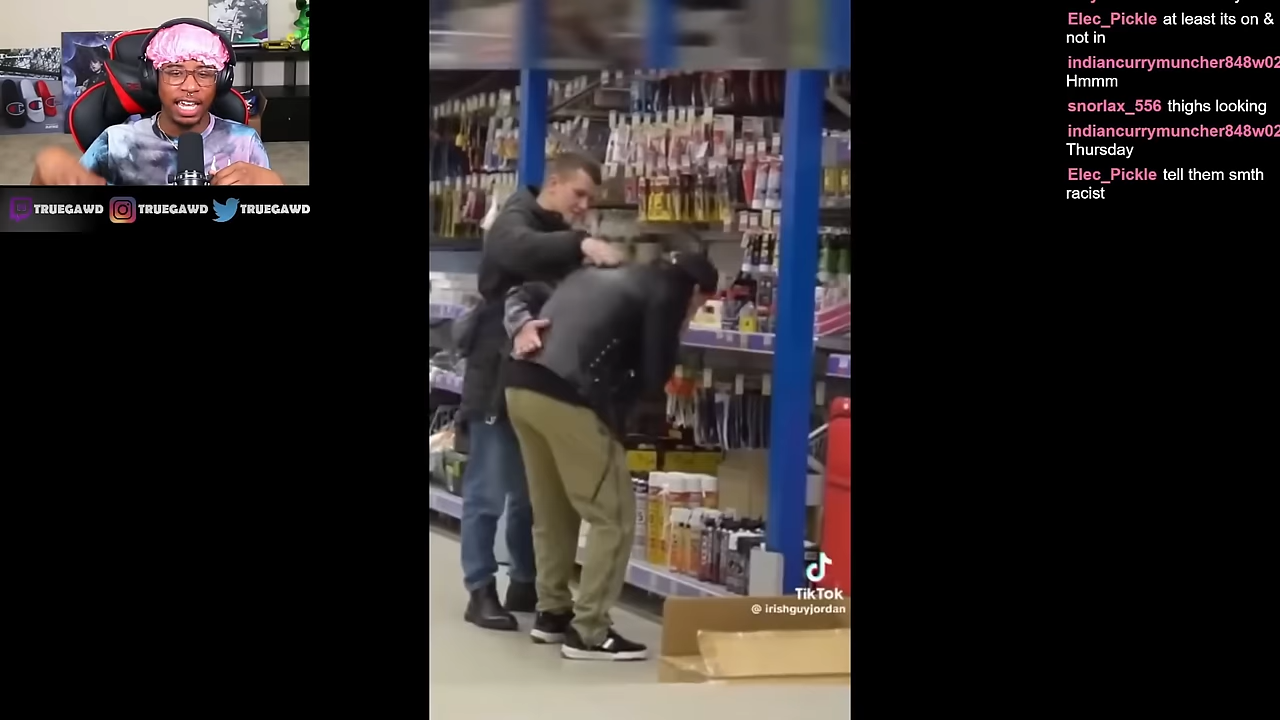 Elec_Pickle at least its on &
not in
indiancurrymuncher848w02
Hmmm
snorlax_556 thighs looking
indiancurrymuncher848w02
Thursday
Elec_Pickle tell them smth
racist
TRUEGAWD TRUEGAWD TRUEGAWD
TikTok
@ irishguyjordan